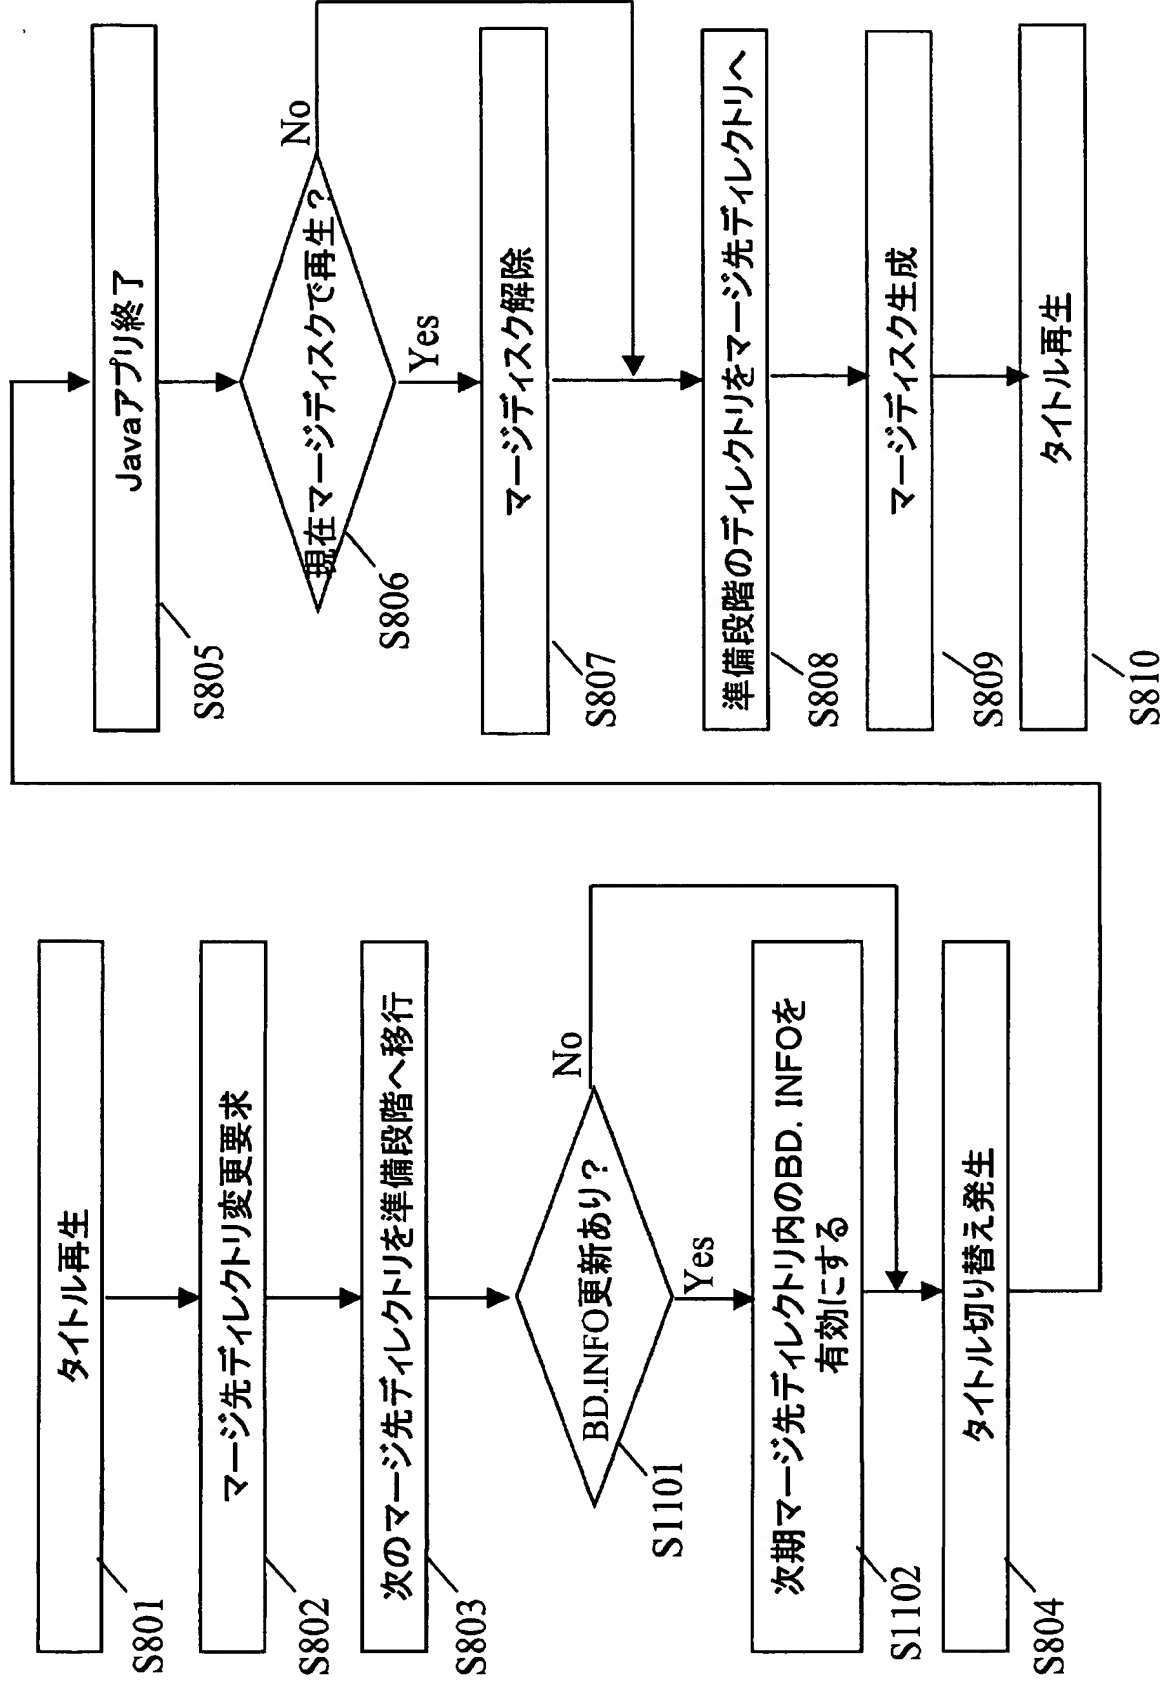 タイトル再生
S801
マージ先ディレクトリ変更要求
S802
次のマージ先ディレクトリを準備段階へ移行
S803
BD.INFO更新あり?
No
Yes
S1101
次期マージ先ディレクトリ内のBD. INFOを
有効にする
S1102
タイトル切り替え発生
S804
Javaアプリ終了
S805
現在マージディスクで再生?
No
Yes
S806
マージディスク解除
S807
準備段階のディレクトリをマージ先ディレクトリへ
S808
マージディスク生成
S809
タイトル再生
S810